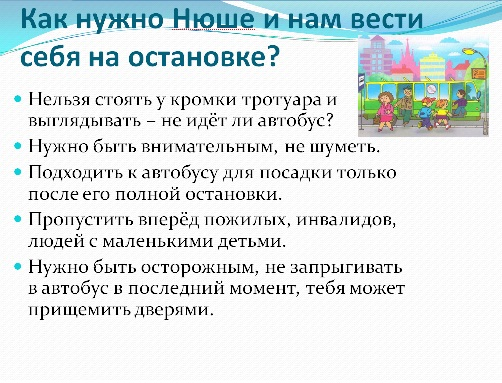 Как нужно Нюше и нам вести
себя на остановке?
Нельзя стоять у кромки тротуара и
выглядывать – не идёт ли автобус?
Нужно быть внимательным, не шуметь.
Подходить к автобусу для посадки только
после его полной остановки.
Пропустить вперёд пожилых, инвалидов,
людей с маленькими детьми.
Нужно быть осторожным, не запрыгивать
в автобус в последний момент, тебя может
прищемить дверями.